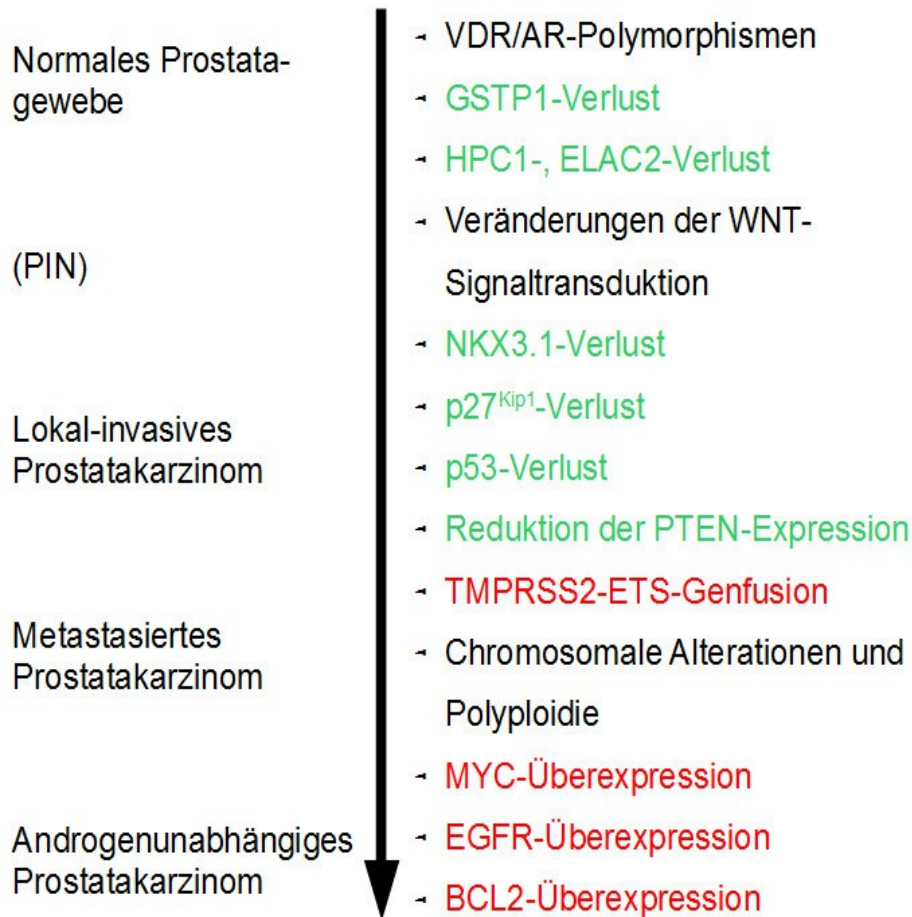 Normales Prostata-
gewebe
(PIN)
Lokal-invasives
Prostatakarzinom
Metastasiertes
Prostatakarzinom
Androgenunabhängiges
Prostatakarzinom
- VDR/AR-Polymorphismen
- GSTP1-Verlust
- HPC1-, ELAC2-Verlust
- Veränderungen der WNT-
Signaltransduktion
- NKX3.1-Verlust
- p27Kip1-Verlust
- p53-Verlust
- Reduktion der PTEN-Expression
- TMPRSS2-ETS-Genfusion
- Chromosomale Alterationen und
Polyploidie
- MYC-Überexpression
- EGFR-Überexpression
- BCL2-Überexpression